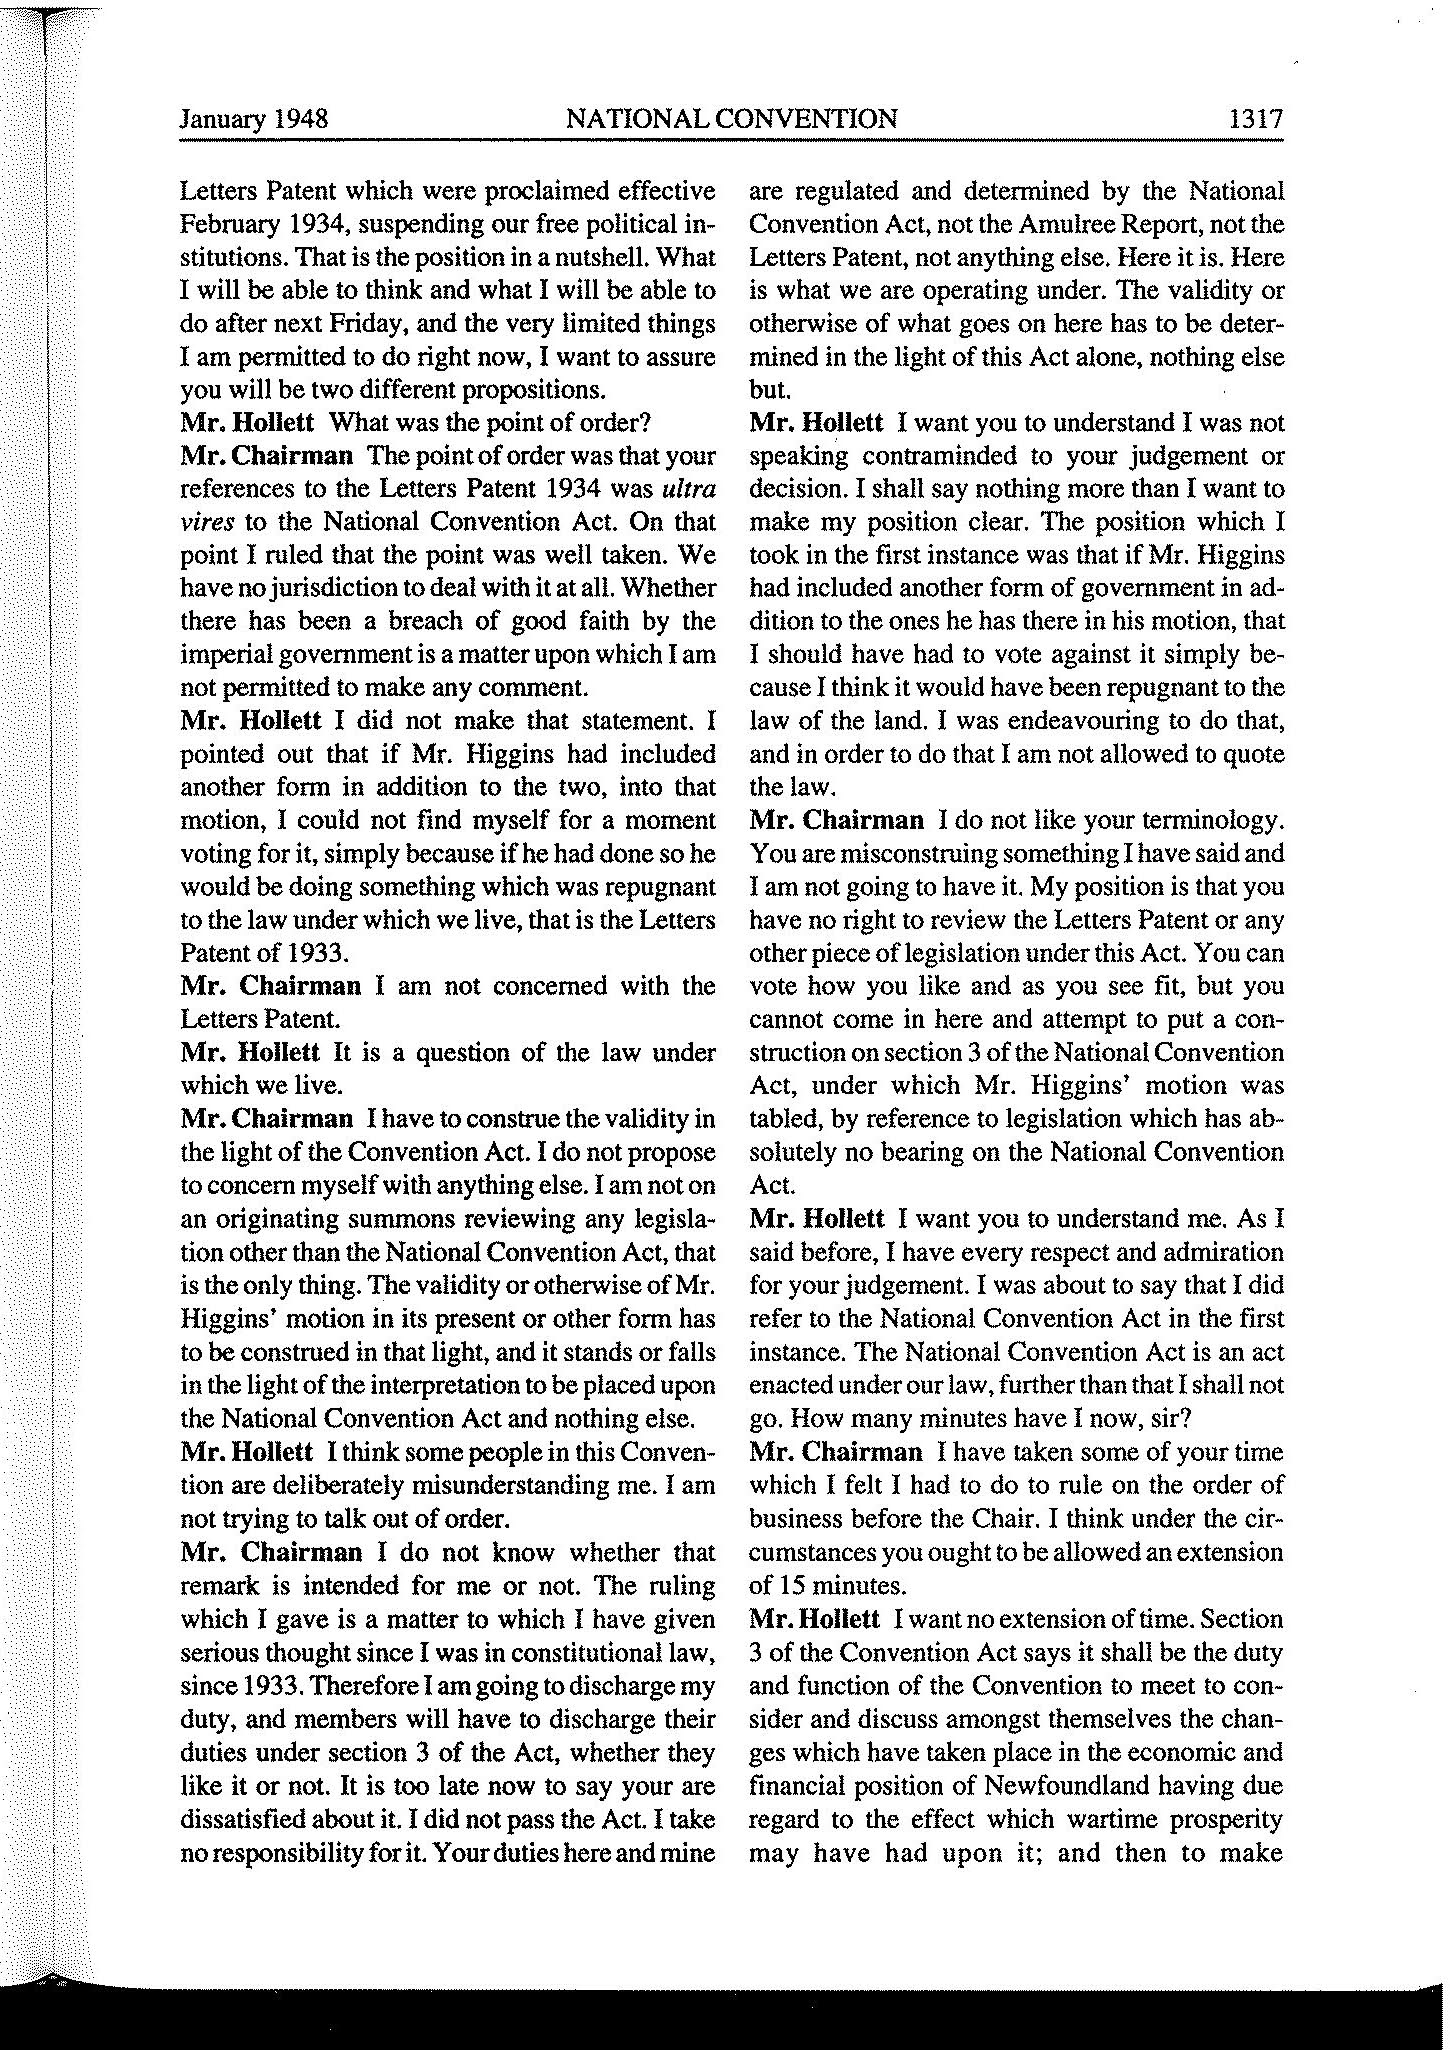 January 1948 NATIONAL CONVENTION 1317
Letters Patent which were proclaimed effective
February 1934, suspending our free political in-
stitutions. That is the position in a nutshell. What
I will be able to think and what I will be able to
do after next Friday, and the very limited things
I am permitted to do right now, I want to assure
you will be two different propositions.
Mr. Hollett What was the point of order?
Mr. Chairman The point of order was that your
references to the Letters Patent 1934 was ultra
vires to the National Convention Act. On that
point I ruled that the point was well taken. We
have no jurisdiction to deal with it at all. Whether
there has been a breach of good faith by the
imperial government is a matter upon which I am
not permitted to make any comment.
Mr. Hollett I did not make that statement. I
pointed out that if Mr. Higgins had included
another form in addition to the two, into that
motion, I could not find myself for a moment
voting for it, simply because if he had done so he
would be doing something which was repugnant
to the law under which we live, that is the Letters
Patent of 1933.
Mr. Chairman I am not concerned with the
Letters Patent.
Mr. Hollett It is a question of the law under
which we live.
Mr. Chairman I have to construe the validity in
the light of the Convention Act. I do not propose
to concern myself with anything else. I am not on
an originating summons reviewing any legisla-
tion other than the National Convention Act, that
is the only thing. The validity or otherwise of Mr.
Higgins' motion in its present or other form has
to be construed in that light, and it stands or falls
in the light of the interpretation to be placed upon
the National Convention Act and nothing else.
Mr. Hollett I think some people in this Conven-
tion are deliberately misunderstanding me. I am
not trying to talk out of order.
Mr. Chairman I do not know whether that
remark is intended for me or not. The ruling
which I gave is a matter to which I have given
serious thought since I was in constitutional law,
since 1933. Therefore I am going to discharge my
duty, and members will have to discharge their
duties under section 3 of the Act, whether they
like it or not. It is too late now to say your are
dissatisfied about it. I did not pass the Act. I take
no responsibility for it. Your duties here and mine
are regulated and determined by the National
Convention Act, not the Amulree Report, not the
Letters Patent, not anything else. Here it is. Here
is what we are operating under. The validity or
otherwise of what goes on here has to be deter-
mined in the light of this Act alone, nothing else
but.
Mr. Hollett I want you to understand I was not
speaking contraminded to your judgement or
decision. I shall say nothing more than I want to
make my position clear. The position which I
took in the first instance was that if Mr. Higgins
had included another form of government in ad-
dition to the ones he has there in his motion, that
I should have had to vote against it simply be-
cause I think it would have been repugnant to the
law of the land. I was endeavouring to do that,
and in order to do that I am not allowed to quote
the law.
Mr. Chairman I do not like your terminology.
You are misconstruing something I have said and
I am not going to have it. My position is that you
have no right to review the Letters Patent or any
other piece of legislation under this Act. You can
vote how you like and as you see fit, but you
cannot come in here and attempt to put a con-
struction on section 3 of the National Convention
Act, under which Mr. Higgins' motion was
tabled, by reference to legislation which has ab-
solutely no bearing on the National Convention
Act.
Mr. Hollett I want you to understand me. As I
said before, I have every respect and admiration
for your judgement. I was about to say that I did
refer to the National Convention Act in the first
instance. The National Convention Act is an act
enacted under our law, further than that I shall not
go. How many minutes have I now, sir?
Mr. Chairman I have taken some of your time
which I felt I had to do to rule on the order of
business before the Chair. I think under the cir-
cumstances you ought to be allowed an extension
of 15 minutes.
Mr. Hollett I want no extension of time. Section
3 of the Convention Act says it shall be the duty
and function of the Convention to meet to con-
sider and discuss amongst themselves the chan-
ges which have taken place in the economic and
financial position of Newfoundland having due
regard to the effect which wartime prosperity
may have had upon it; and then to make